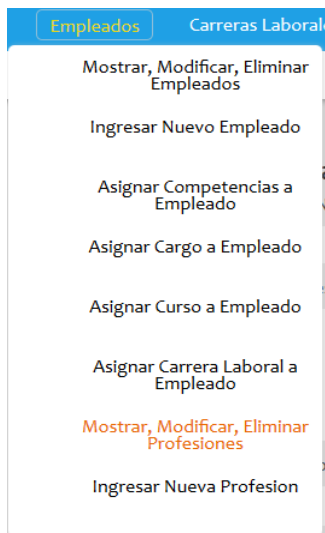 Empleados Carreras Laborale
Mostrar, Modificar, Eliminar
Empleados
Ingresar Nuevo Empleado
Asignar Competencias a
Empleado
Asignar Cargo a Empleado
Asignar Curso a Empleado
Asignar Carrera Laboral a
Empleado
Mostrar, Modificar, Eliminar
Profesiones
Ingresar Nueva Profesion